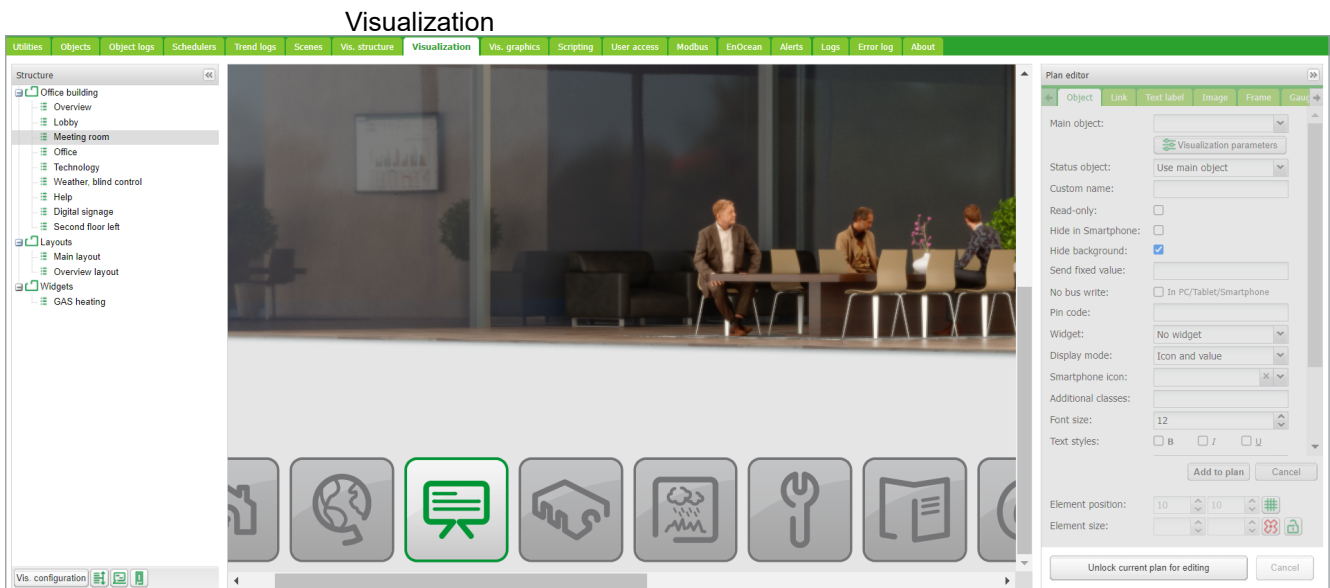 Visualization
Utilities Objects Object logs Schedulers Trend logs Scenes Vis. structure Visualization Vis. graphics Scripting User access Modbus EnOcean Alerts Logs Error log About
Structure
Office building
Overview
Lobby
Meeting room
Office
Technology
Weather, blind control
Help
Digital signage
Second floor left
Layouts
Main layout
Overview layout
Widgets
GAS heating
Vis. configuration
Plan editor
Object Link Text label Image Frame Gaug
Main object:
Visualization parameters
Status object: Use main object
Custom name:
Read-only:
Hide in Smartphone:
Hide background:
Send fixed value:
No bus write: In PC/Tablet/Smartphone
Pin code:
Widget: No widget
Display mode: Icon and value
Smartphone icon:
Additional classes:
Font size: 12
Text styles: B I U
Add to plan Cancel
Element position: 10 10
Element size:
Unlock current plan for editing Cancel